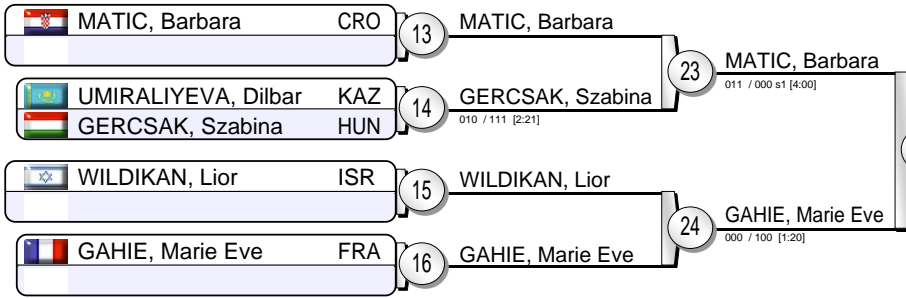 MATIC, Barbara CRO
13
MATIC, Barbara
UMIRALIYEVA, Dilbar KAZ
GERCSAK, Szabina HUN
14
GERCSAK, Szabina
010 / 111 [2:21]
23
MATIC, Barbara
011 / 000 s1 [4:00]
WILDIKAN, Lior ISR
15
WILDIKAN, Lior
GAHIE, Marie Eve FRA
16
GAHIE, Marie Eve
24
GAHIE, Marie Eve
000 / 100 [1:20]